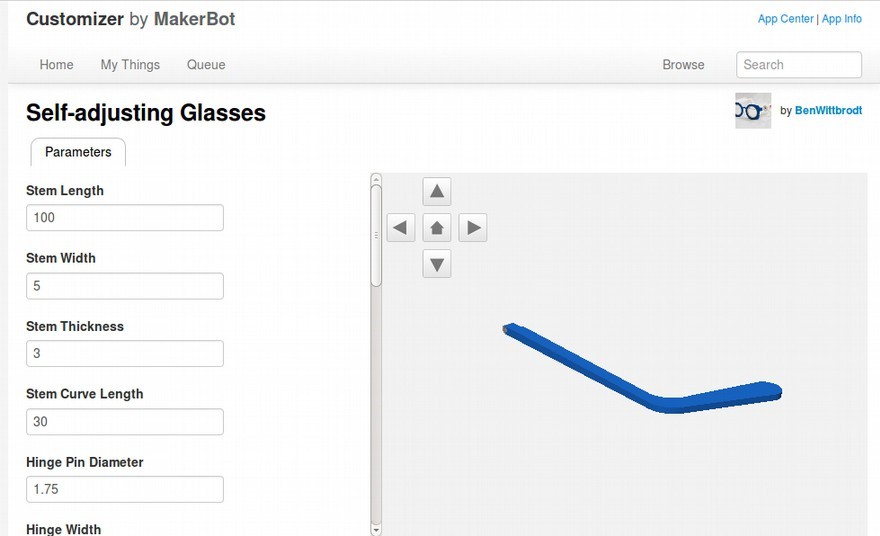 Customizer by MakerBot
App Center | App Info
Home My Things Queue Browse Search
Self-adjusting Glasses
by BenWittbrodt
Parameters
Stem Length
100
Stem Width
5
Stem Thickness
3
Stem Curve Length
30
Hinge Pin Diameter
1.75
Hinge Width